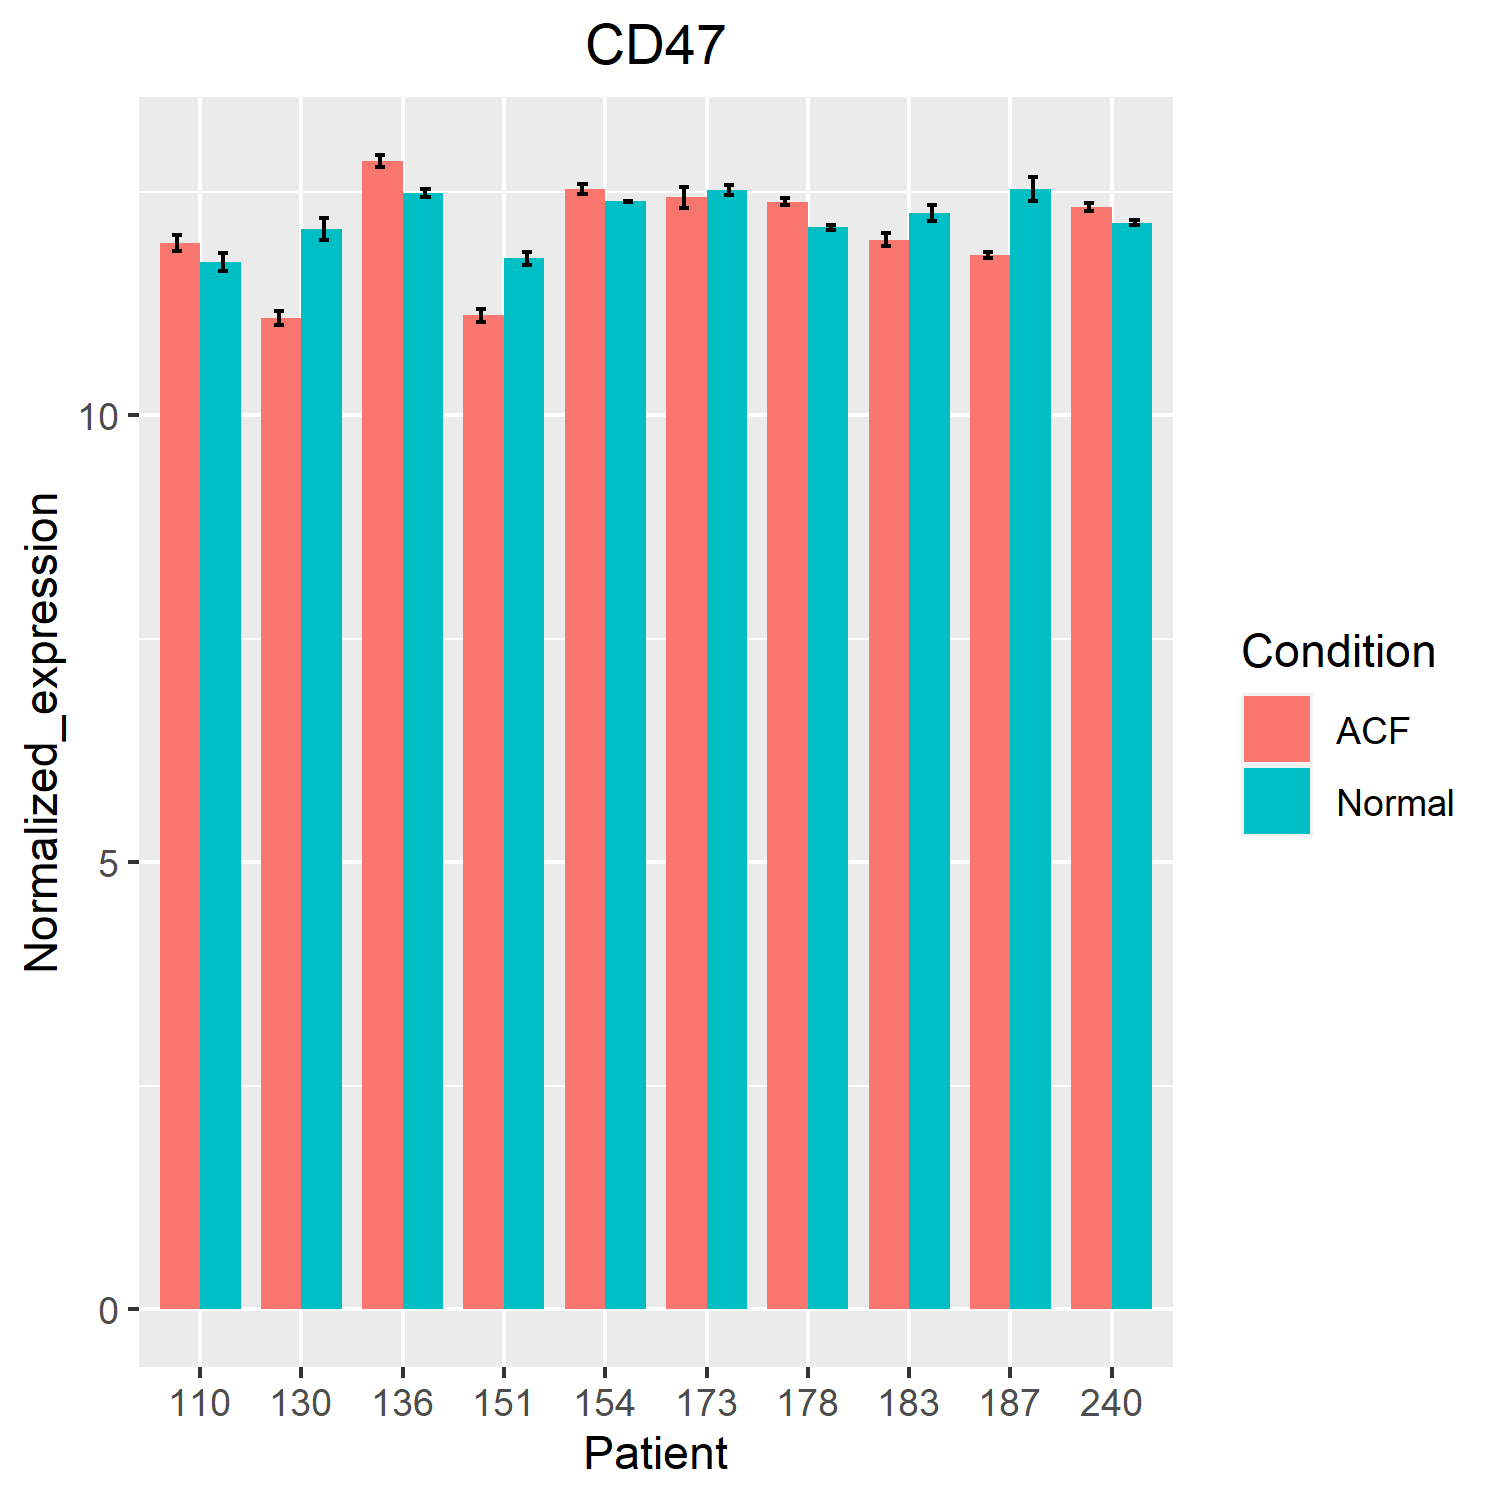 CD47
Normalized_expression
10
5
0
110 130 136 151 154 173 178 183 187 240
Patient
Condition
ACF
Normal